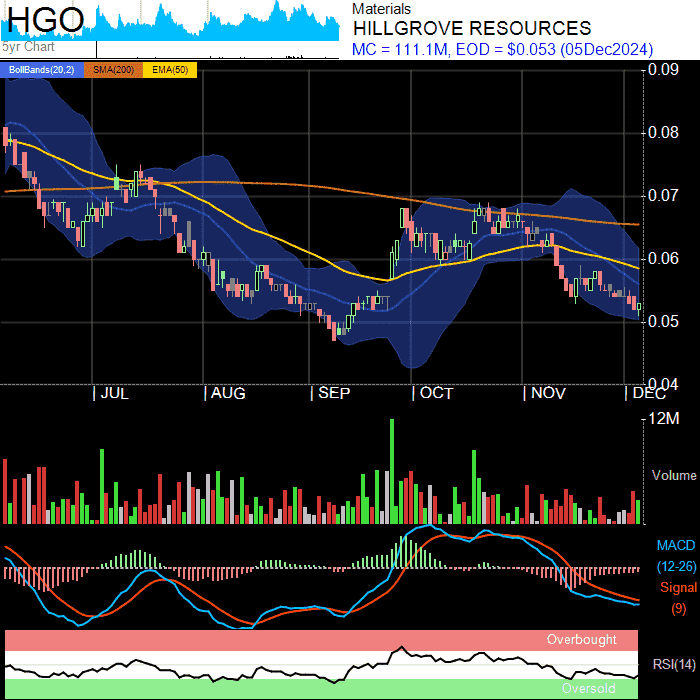 HGO
5yr Chart
Materials
HILLGROVE RESOURCES
MC = 111.1M, EOD = $0.053 (05Dec2024)
BollBands(20,2) SMA(200) EMA(50)
0.09
0.08
0.07
0.06
0.05
0.04
| JUL | AUG | SEP | OCT | NOV | DEC
12M
Volume
MACD
(12-26)
Signal
(9)
Overbought
RSI(14)
Oversold